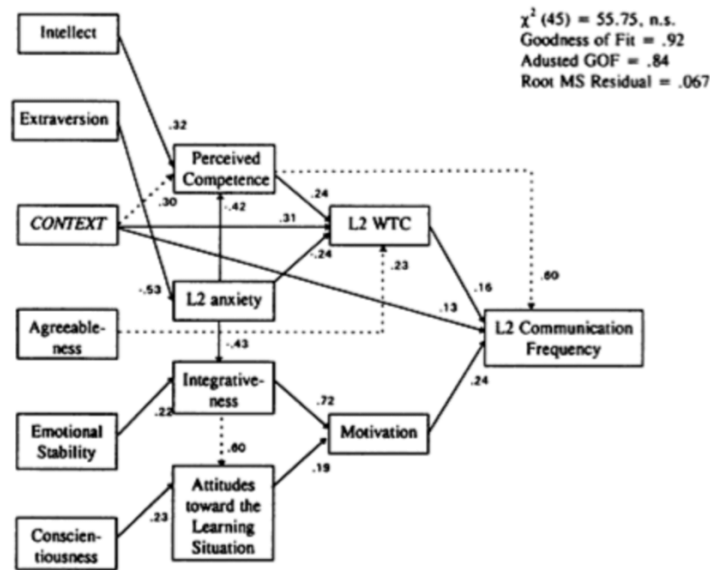 χ² (45) = 55.75, n.s.
Goodness of Fit = .92
Adusted GOF = .84
Root MS Residual = .067
Intellect
Extraversion
.32
Perceived
Competence
.30
-.42
.24
CONTEXT
.31
L2 WTC
-.24
.23
.16
.60
-.53
L2 anxiety
.13
Agreeable-
ness
L2 Communication
Frequency
-.43
Integrative-
ness
.24
.22
.72
Emotional
Stability
.60
Motivation
.19
Attitudes
toward the
Learning
Situation
.23
Conscien-
tiousness